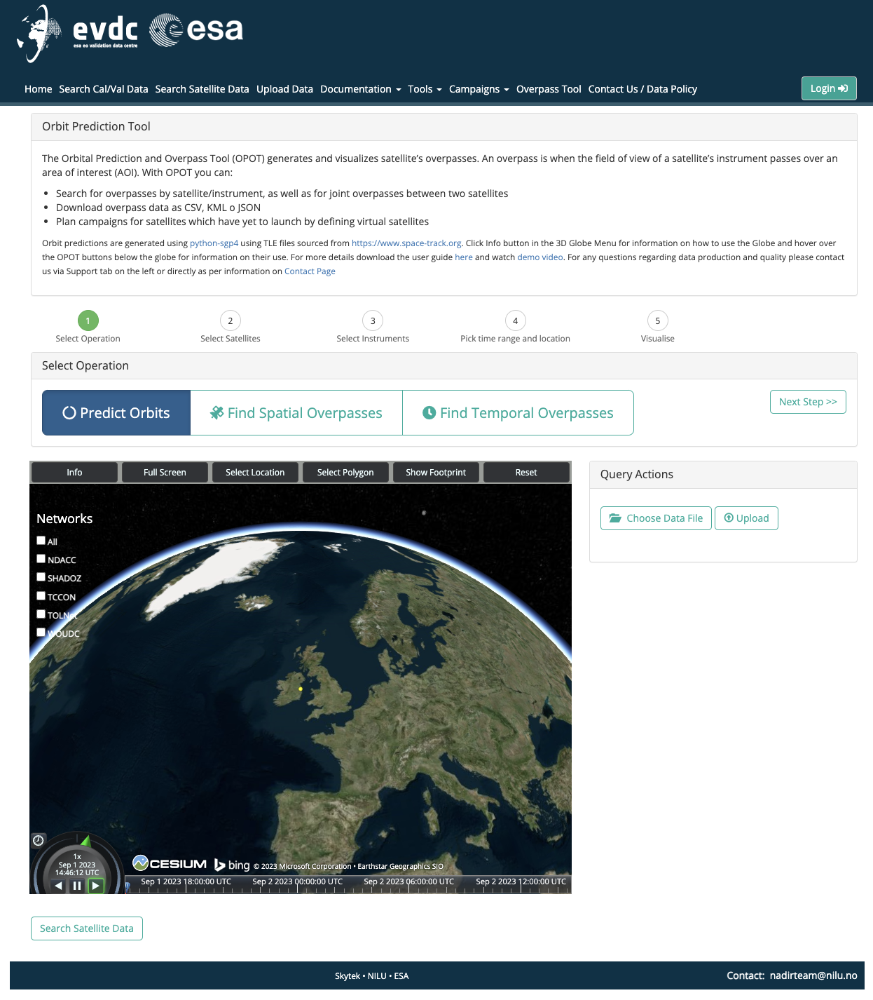 evdc
esa eo validation data centre
esa
Home Search Cal/Val Data Search Satellite Data Upload Data Documentation Tools Campaigns Overpass Tool Contact Us / Data Policy
Login
Orbit Prediction Tool
The Orbital Prediction and Overpass Tool (OPOT) generates and visualizes satellite's overpasses. An overpass is when the field of view of a satellite's instrument passes over an
area of interest (AOI). With OPOT you can:
• Search for overpasses by satellite/instrument, as well as for joint overpasses between two satellites
• Download overpass data as CSV, KML o JSON
• Plan campaigns for satellites which have yet to launch by defining virtual satellites
Orbit predictions are generated using python-sgp4 using TLE files sourced from https://www.space-track.org. Click Info button in the 3D Globe Menu for information on how to use the Globe and hover over
the OPOT buttons below the globe for information on their use. For more details download the user guide here and watch demo video. For any questions regarding data production and quality please contact
us via Support tab on the left or directly as per information on Contact Page
1 2 3 4 5
Select Operation Select Satellites Select Instruments Pick time range and location Visualise
Select Operation
Predict Orbits Find Spatial Overpasses Find Temporal Overpasses
Next Step >>
Info Full Screen Select Location Select Polygon Show Footprint Reset
Query Actions
Choose Data File Upload
Networks
All
NDACC
SHADOZ
TCCON
TOLNet
WOUDC
1x
Sep 1 2023
14:46:12 UTC
CESIUM bing © 2023 Microsoft Corporation • Earthstar Geographics SIO
Sep 1 2023 18:00:00 UTC Sep 2 2023 00:00:00 UTC Sep 2 2023 06:00:00 UTC Sep 2 2023 12:00:00 UTC
Search Satellite Data
Skytek • NILU • ESA
Contact: nadirteam@nilu.no